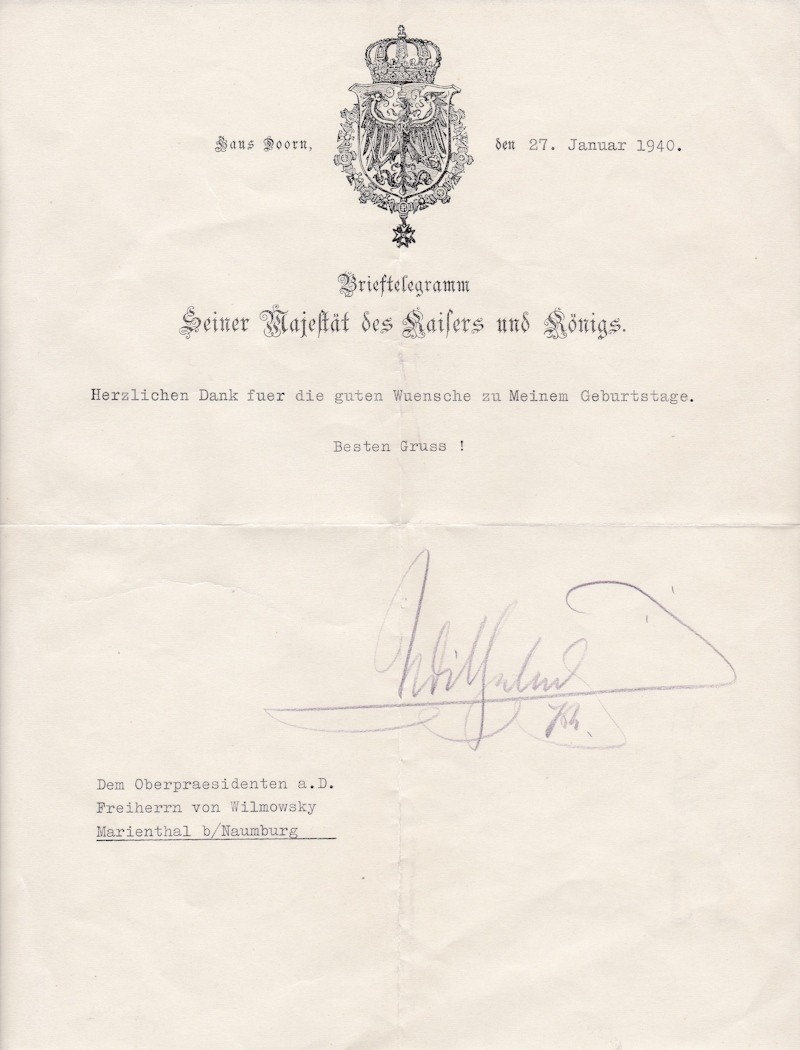 Haus Doorn, den 27. Januar 1940.
Brieftelegramm
Seiner Majestät des Kaisers und Königs.
Herzlichen Dank fuer die guten Wuensche zu Meinem Geburtstage.
Besten Gruss !
Wilhelm
I.R.
Dem Oberpraesidenten a.D.
Freiherrn von Wilmowsky
Marienthal b/Naumburg